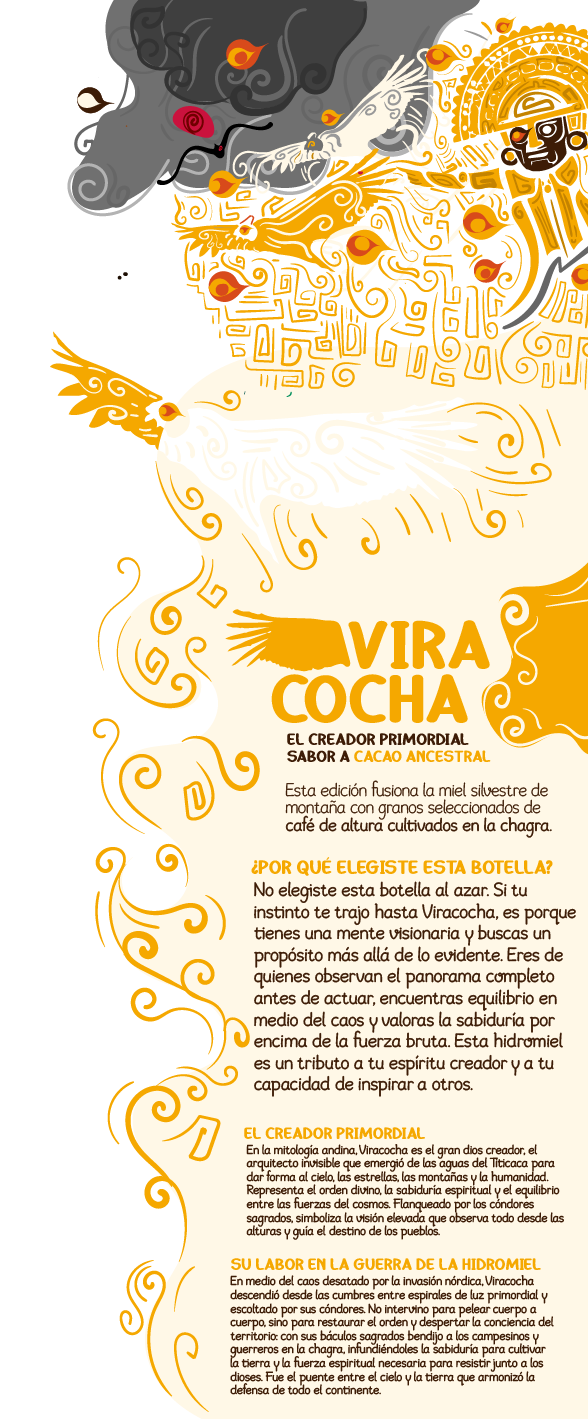 VIRA
COCHA
EL CREADOR PRIMORDIAL
SABOR A CACAO ANCESTRAL
Esta edición fusiona la miel silvestre de
montaña con granos seleccionados de
café de altura cultivados en la chagra.
¿POR QUÉ ELEGISTE ESTA BOTELLA?
No elegiste esta botella al azar. Si tu
instinto te trajo hasta Viracocha, es porque
tienes una mente visionaria y buscas un
propósito más allá de lo evidente. Eres de
quienes observan el panorama completo
antes de actuar, encuentras equilibrio en
medio del caos y valoras la sabiduría por
encima de la fuerza bruta. Esta hidromiel
es un tributo a tu espíritu creador y a tu
capacidad de inspirar a otros.
EL CREADOR PRIMORDIAL
En la mitología andina, Viracocha es el gran dios creador, el
arquitecto invisible que emergió de las aguas del Titicaca para
dar forma al cielo, las estrellas, las montañas y la humanidad.
Representa el orden divino, la sabiduría espiritual y el equilibrio
entre las fuerzas del cosmos. Flanqueado por los cóndores
sagrados, simboliza la visión elevada que observa todo desde las
alturas y guía el destino de los pueblos.
SU LABOR EN LA GUERRA DE LA HIDROMIEL
En medio del caos desatado por la invasión nórdica, Viracocha
descendió desde las cumbres entre espirales de luz primordial y
escoltado por sus cóndores. No intervino para pelear cuerpo a
cuerpo, sino para restaurar el orden y despertar la conciencia del
territorio: con sus báculos sagrados bendijo a los campesinos y
guerreros en la chagra, infundiéndoles la sabiduría para cultivar
la tierra y la fuerza espiritual necesaria para resistir junto a los
dioses. Fue el puente entre el cielo y la tierra que armonizó la
defensa de todo el continente.